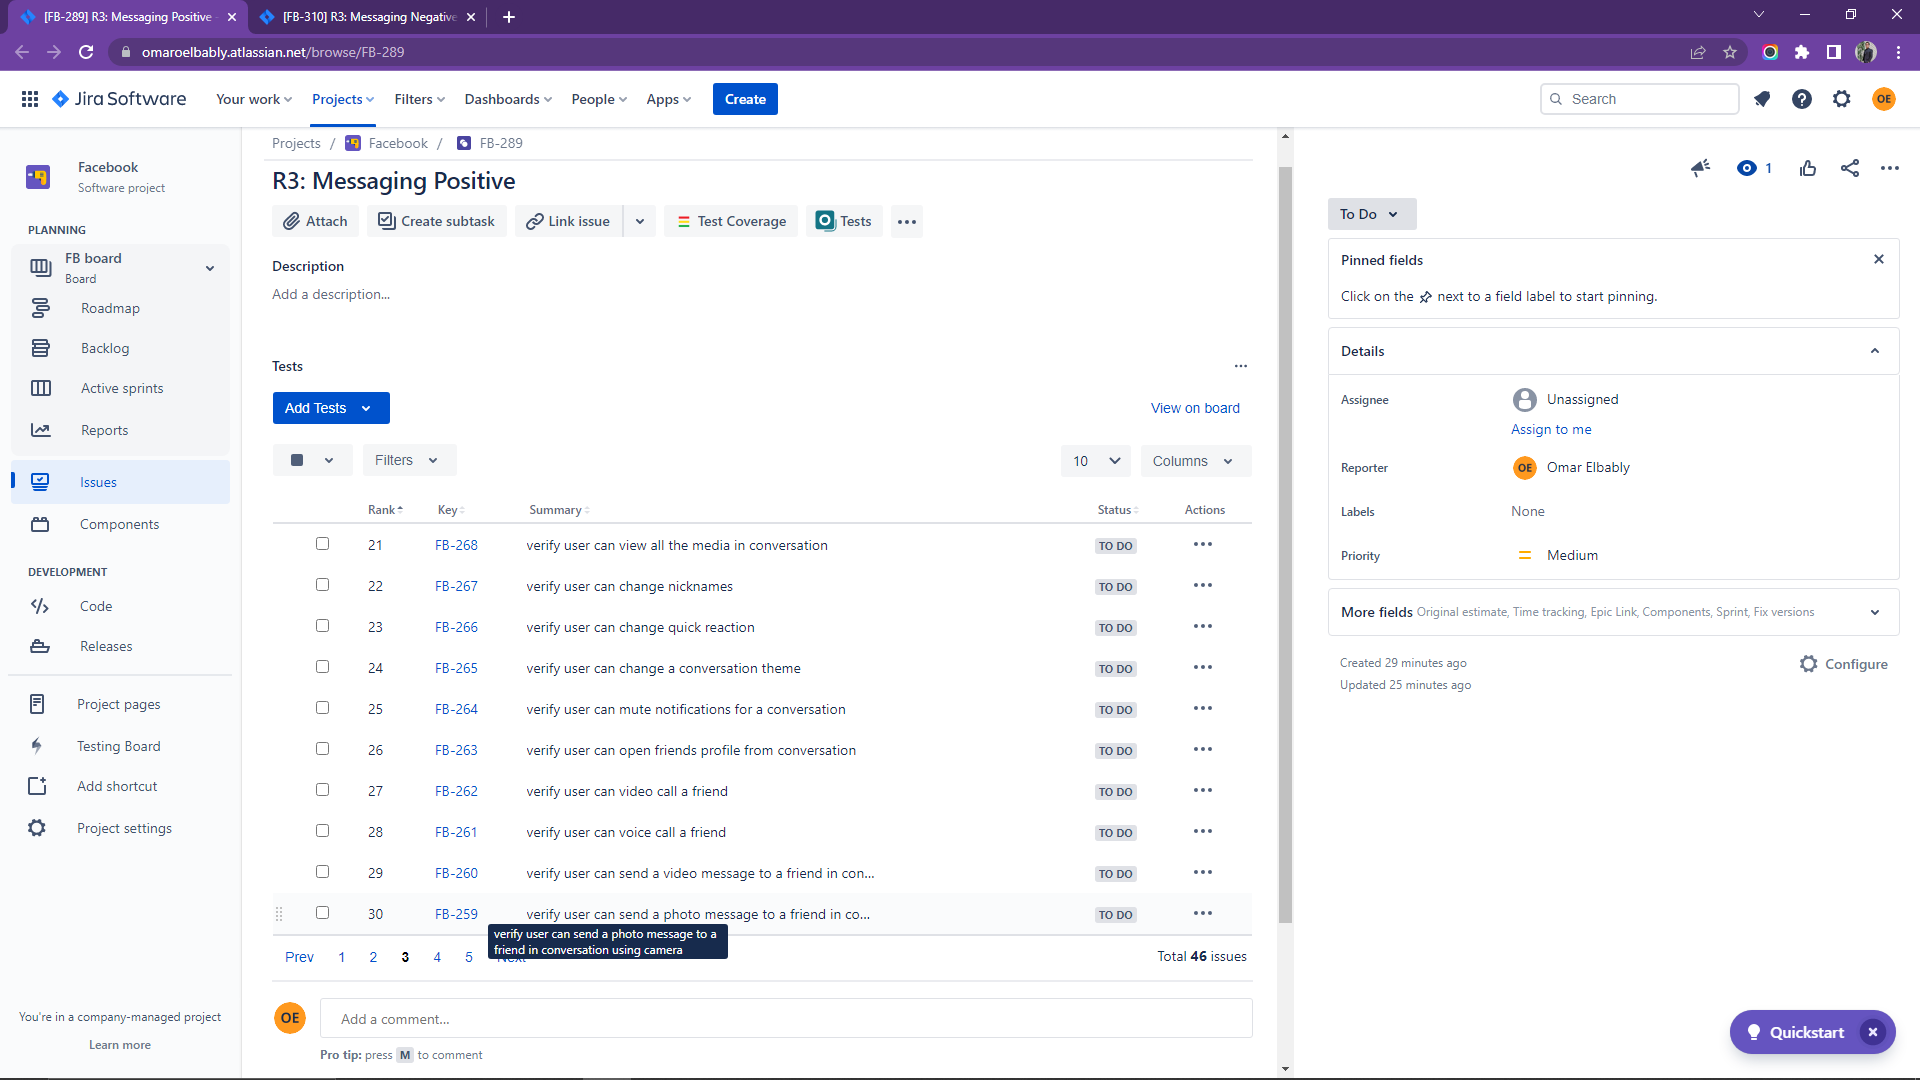 [FB-289] R3: Messaging Positive -
[FB-310] R3: Messaging Negative
omaroelbably.atlassian.net/browse/FB-289
Jira Software
Your work
Projects
Filters
Dashboards
People
Apps
Create
Search
OE
Facebook
Software project
PLANNING
FB board
Board
Roadmap
Backlog
Active sprints
Reports
Issues
Components
DEVELOPMENT
Code
Releases
Project pages
Testing Board
Add shortcut
Project settings
You're in a company-managed project
Learn more
Projects / Facebook / FB-289
R3: Messaging Positive
Attach
Create subtask
Link issue
Test Coverage
Tests
Description
Add a description...
Tests
Add Tests
View on board
Filters
10
Columns
Rank Key Summary Status Actions
21 FB-268 verify user can view all the media in conversation TO DO
22 FB-267 verify user can change nicknames TO DO
23 FB-266 verify user can change quick reaction TO DO
24 FB-265 verify user can change a conversation theme TO DO
25 FB-264 verify user can mute notifications for a conversation TO DO
26 FB-263 verify user can open friends profile from conversation TO DO
27 FB-262 verify user can video call a friend TO DO
28 FB-261 verify user can voice call a friend TO DO
29 FB-260 verify user can send a video message to a friend in con... TO DO
30 FB-259 verify user can send a photo message to a friend in co... TO DO
verify user can send a photo message to a
friend in conversation using camera
Prev 1 2 3 4 5 Next
Total 46 issues
OE
Add a comment...
Pro tip: press M to comment
1
To Do
Pinned fields
Click on the next to a field label to start pinning.
Details
Assignee
Unassigned
Assign to me
Reporter
OE Omar Elbably
Labels
None
Priority
Medium
More fields Original estimate, Time tracking, Epic Link, Components, Sprint, Fix versions
Created 29 minutes ago
Updated 25 minutes ago
Configure
Quickstart